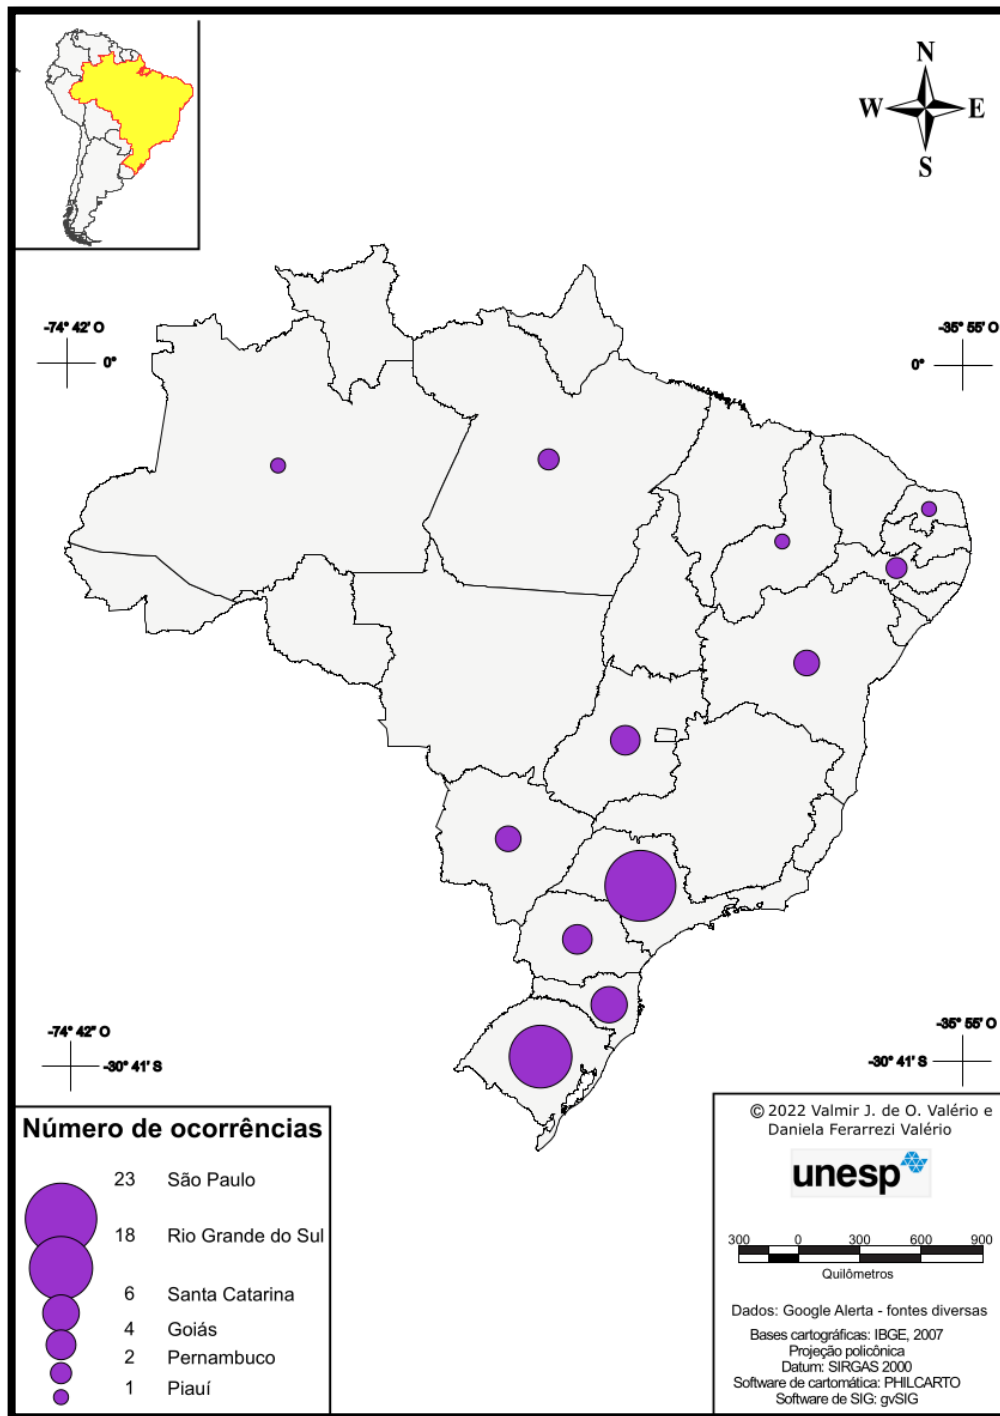 N
W E
S
-74° 42' O
0°
-35° 55' O
0°
-74° 42" O
-30° 41' S
-35° 55' O
-30° 41' S
Número de ocorrências
23 São Paulo
18 Rio Grande do Sul
6 Santa Catarina
4 Goiás
2 Pernambuco
1 Piauí
© 2022 Valmir J. de O. Valério e
Daniela Ferarrezi Valério
unesp
300 0 300 600 900
Quilômetros
Dados: Google Alerta - fontes diversas
Bases cartográficas: IBGE, 2007
Projeção policônica
Datum: SIRGAS 2000
Software de cartomática: PHILCARTO
Software de SIG: gvSIG